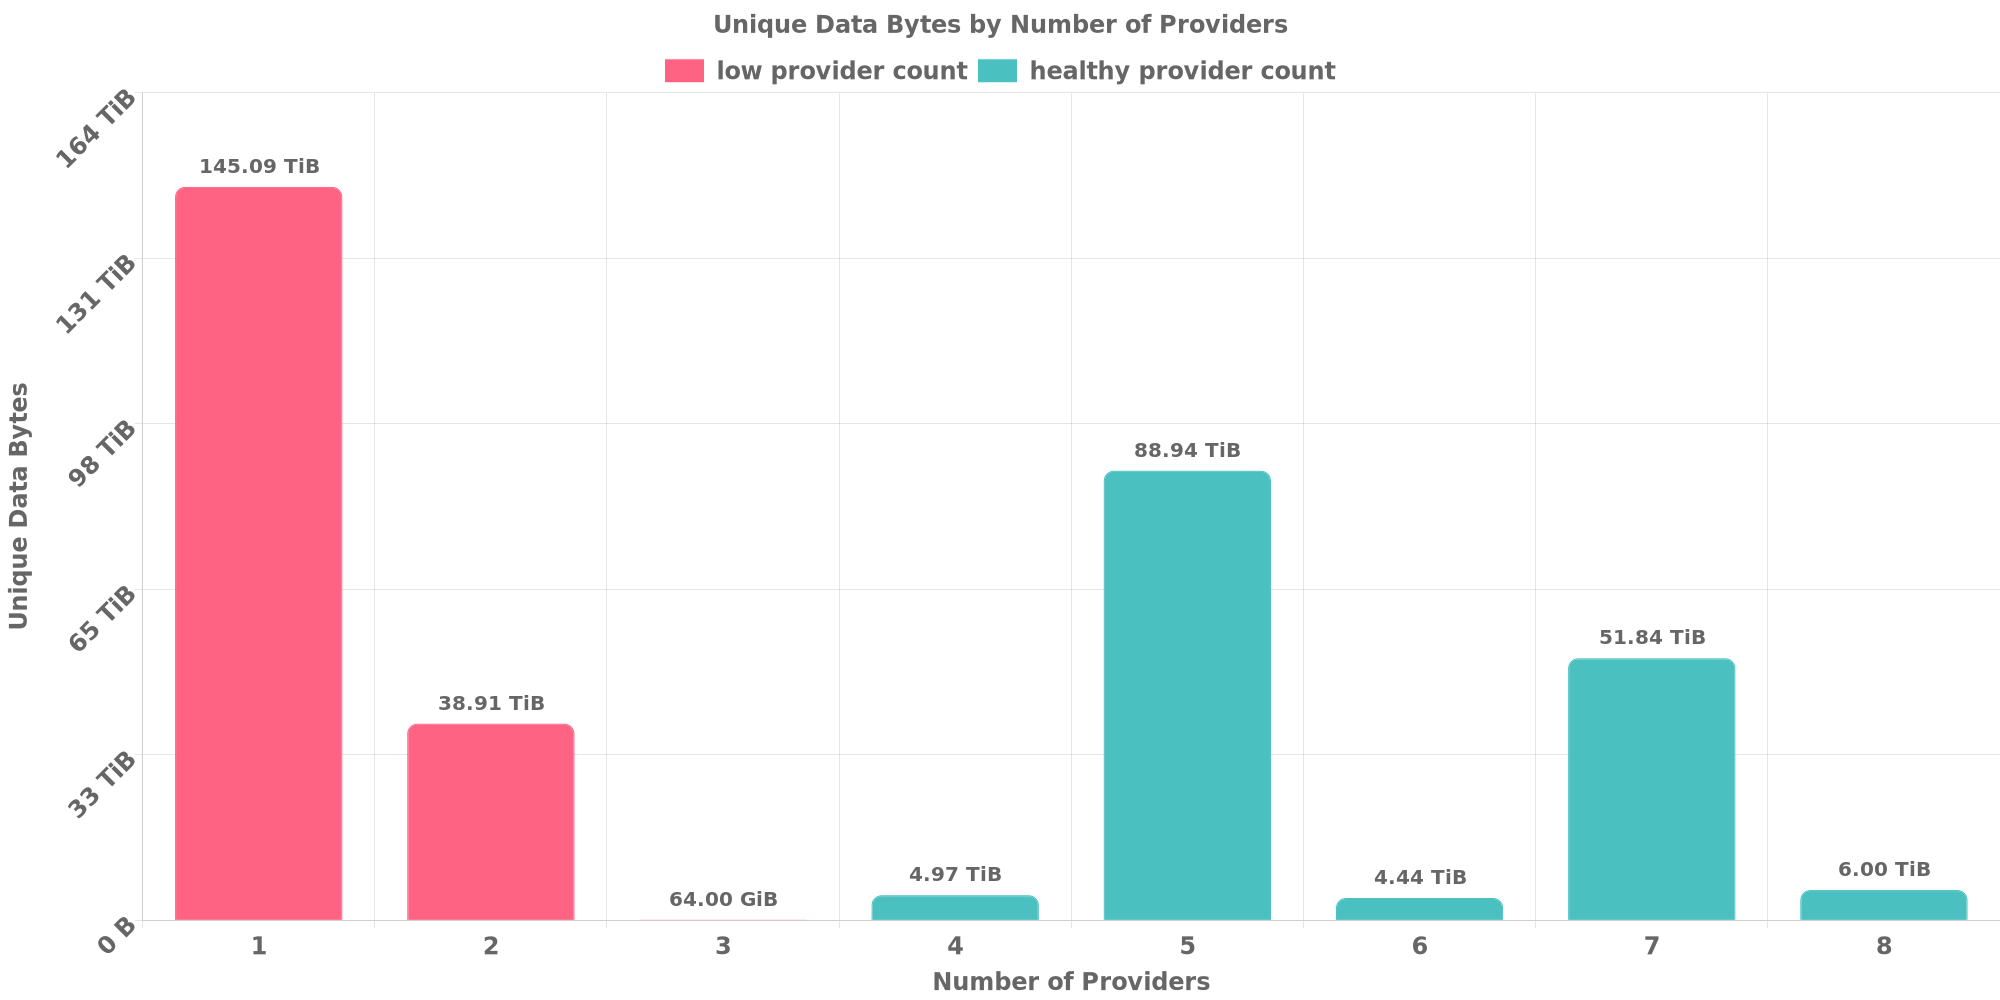 Unique Data Bytes by Number of Providers
low provider count healthy provider count
164 TiB
131 TiB
98 TiB
65 TiB
33 TiB
0 B
Unique Data Bytes
145.09 TiB
38.91 TiB
64.00 GiB
4.97 TiB
88.94 TiB
4.44 TiB
51.84 TiB
6.00 TiB
1 2 3 4 5 6 7 8
Number of Providers